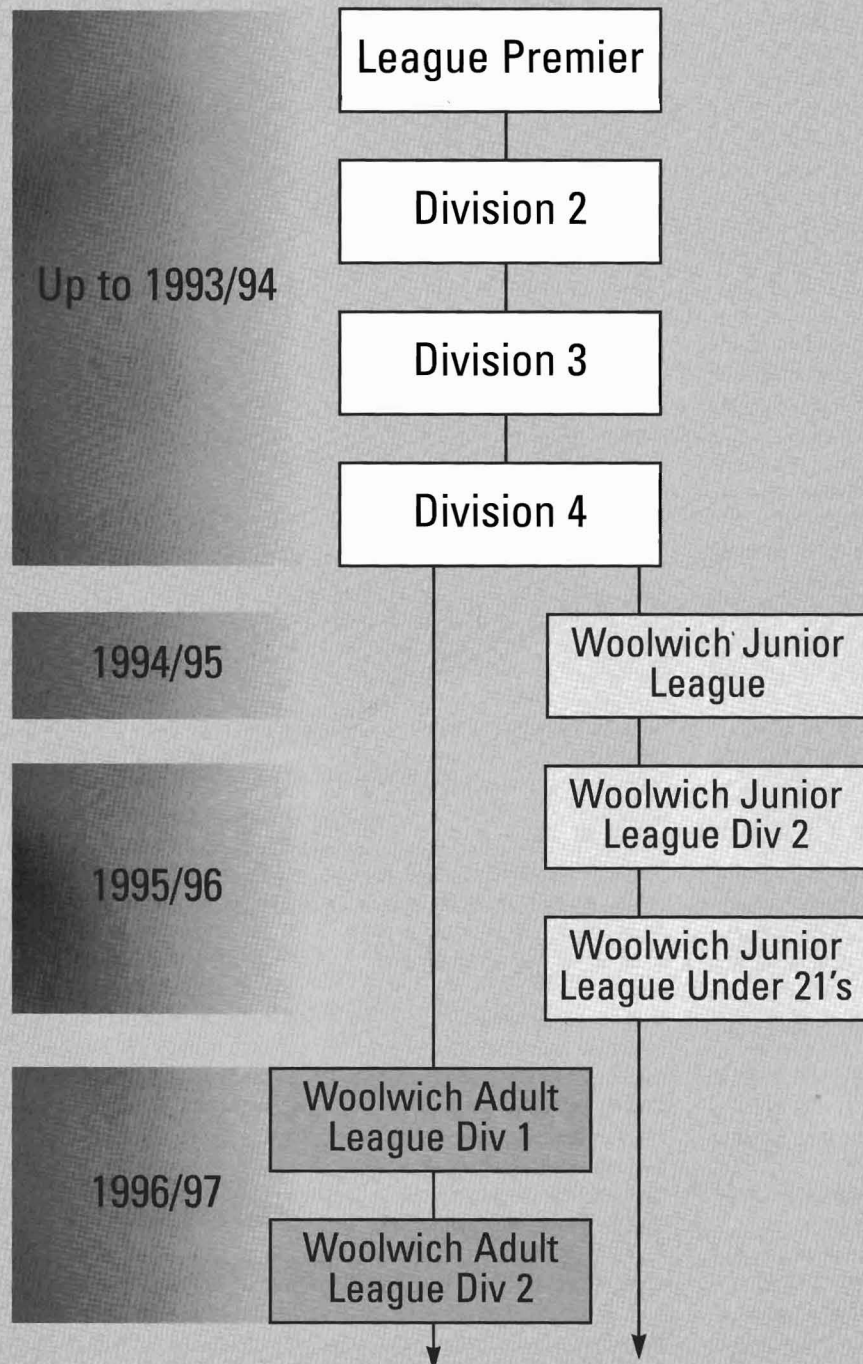 League Premier
Division 2
Up to 1993/94
Division 3
Division 4
1994/95
Woolwich Junior
League
Woolwich Junior
League Div 2
1995/96
Woolwich Junior
League Under 21's
Woolwich Adult
League Div 1
1996/97
Woolwich Adult
League Div 2